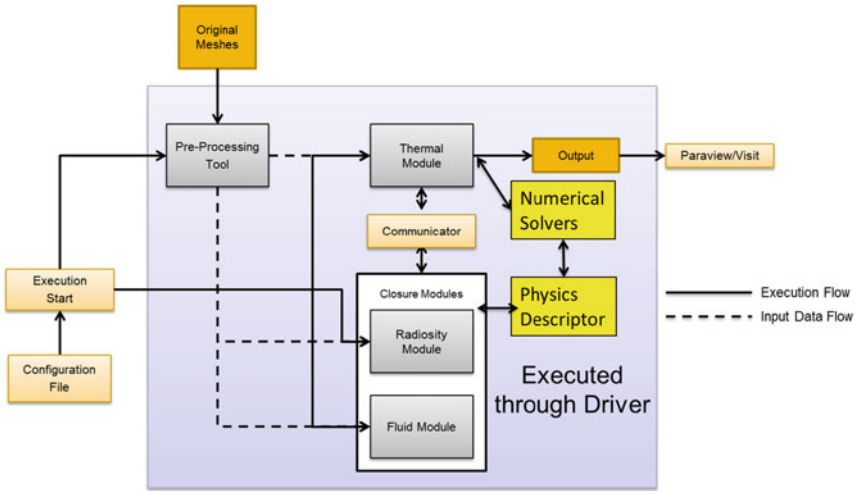 Original
Meshes
Pre-Processing
Tool
Thermal
Module
Output
Paraview/Visit
Numerical
Solvers
Communicator
Execution
Start
Closure Modules
Physics
Descriptor
Execution Flow
Input Data Flow
Radiosity
Module
Configuration
File
Executed
through Driver
Fluid Module